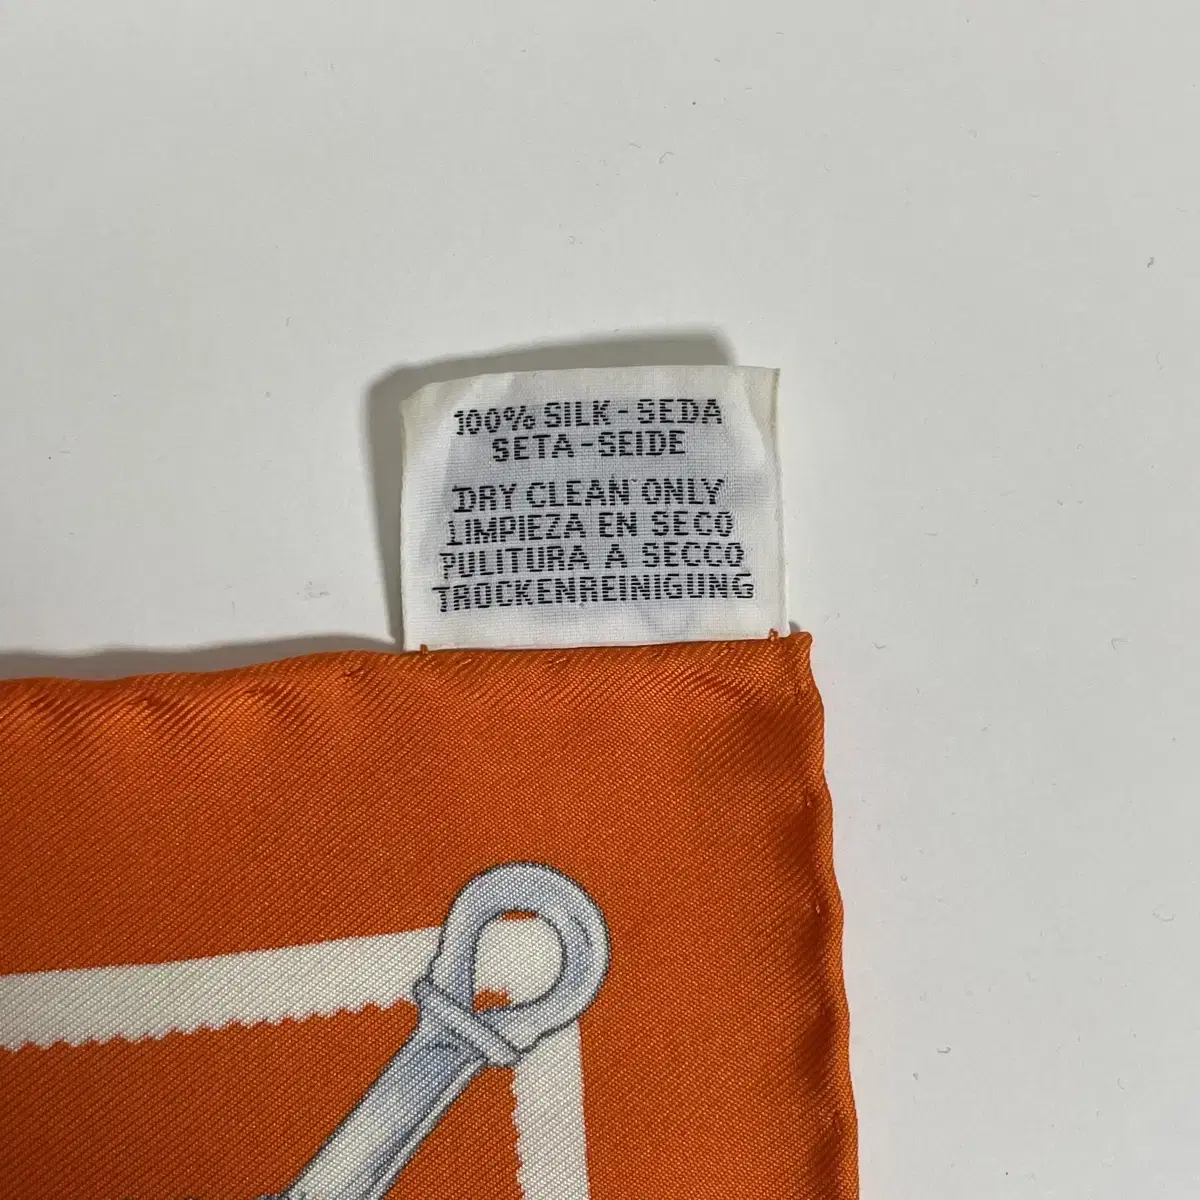 100% SILK - SEDA
SETA - SEIDE
DRY CLEAN ONLY
LIMPIEZA EN SECO
PULITURA A SECCO
TROCKENREINIGUNG